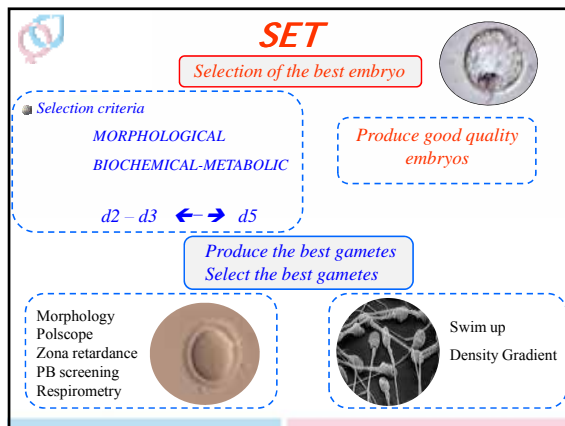 SET
Selection of the best embryo
Selection criteria
MORPHOLOGICAL
BIOCHEMICAL-METABOLIC
d2 – d3 ←–→ d5
Produce good quality
embryos
Produce the best gametes
Select the best gametes
Morphology
Polscope
Zona retardance
PB screening
Respirometry
Swim up
Density Gradient